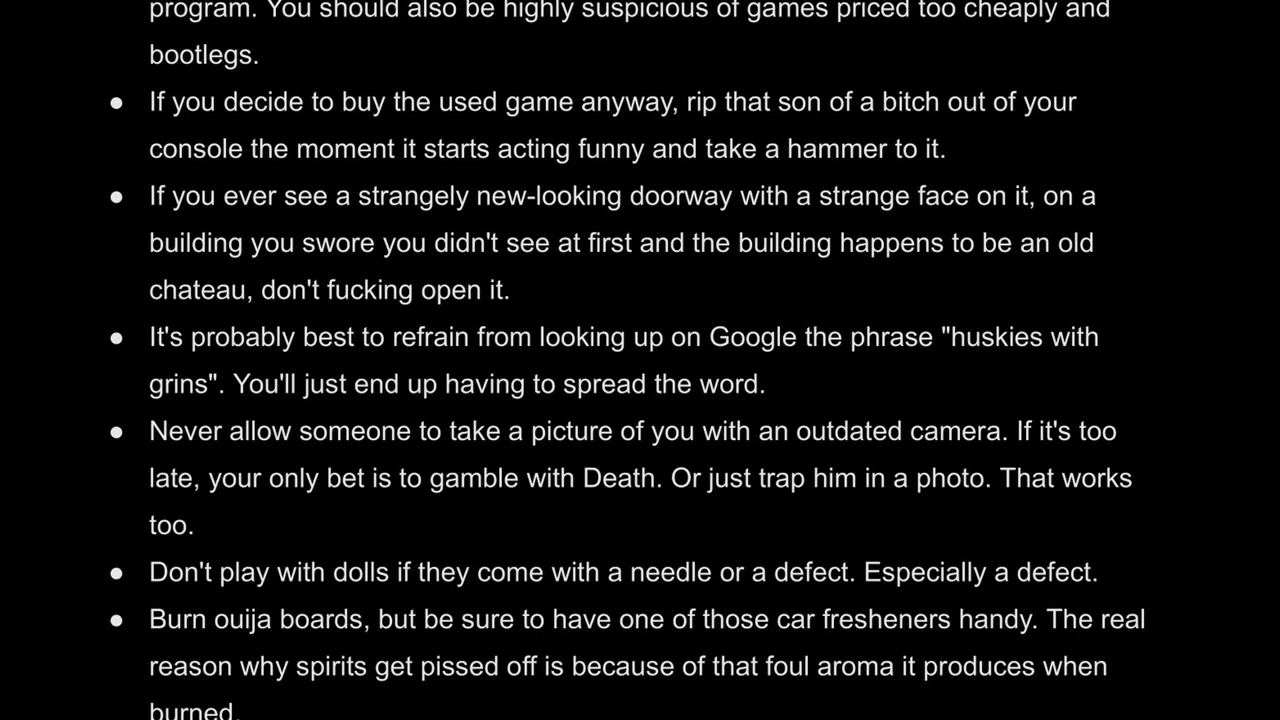 program. You should also be highly suspicious of games priced too cheaply and
bootlegs.
● If you decide to buy the used game anyway, rip that son of a bitch out of your
console the moment it starts acting funny and take a hammer to it.
● If you ever see a strangely new-looking doorway with a strange face on it, on a
building you swore you didn't see at first and the building happens to be an old
chateau, don't fucking open it.
● It's probably best to refrain from looking up on Google the phrase "huskies with
grins". You'll just end up having to spread the word.
● Never allow someone to take a picture of you with an outdated camera. If it's too
late, your only bet is to gamble with Death. Or just trap him in a photo. That works
too.
● Don't play with dolls if they come with a needle or a defect. Especially a defect.
● Burn ouija boards, but be sure to have one of those car fresheners handy. The real
reason why spirits get pissed off is because of that foul aroma it produces when
burned.